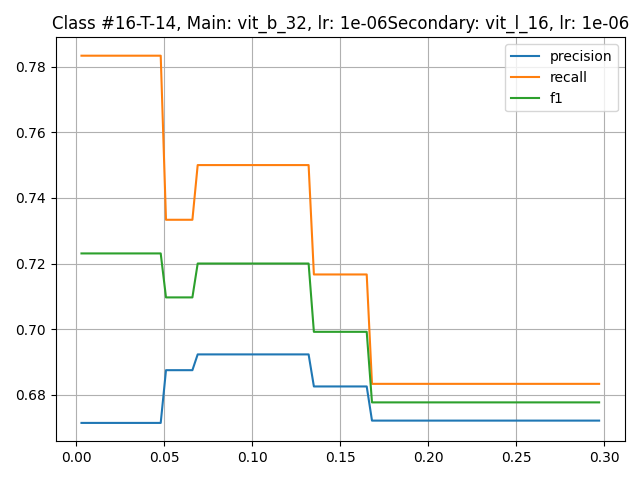 Class #16-T-14, Main: vit_b_32, lr: 1e-06Secondary: vit_l_16, lr: 1e-06
precision
recall
f1
0.78
0.76
0.74
0.72
0.70
0.68
0.00 0.05 0.10 0.15 0.20 0.25 0.30